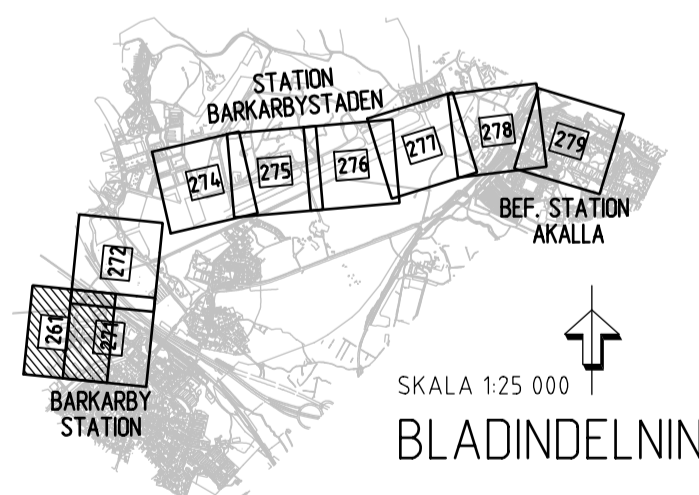 STATION
BARKARBYSTADEN
274
275
276
277
278
279
BEF. STATION
AKALLA
272
261
271
BARKARBY
STATION
SKALA 1:25 000
BLADINDELNIN